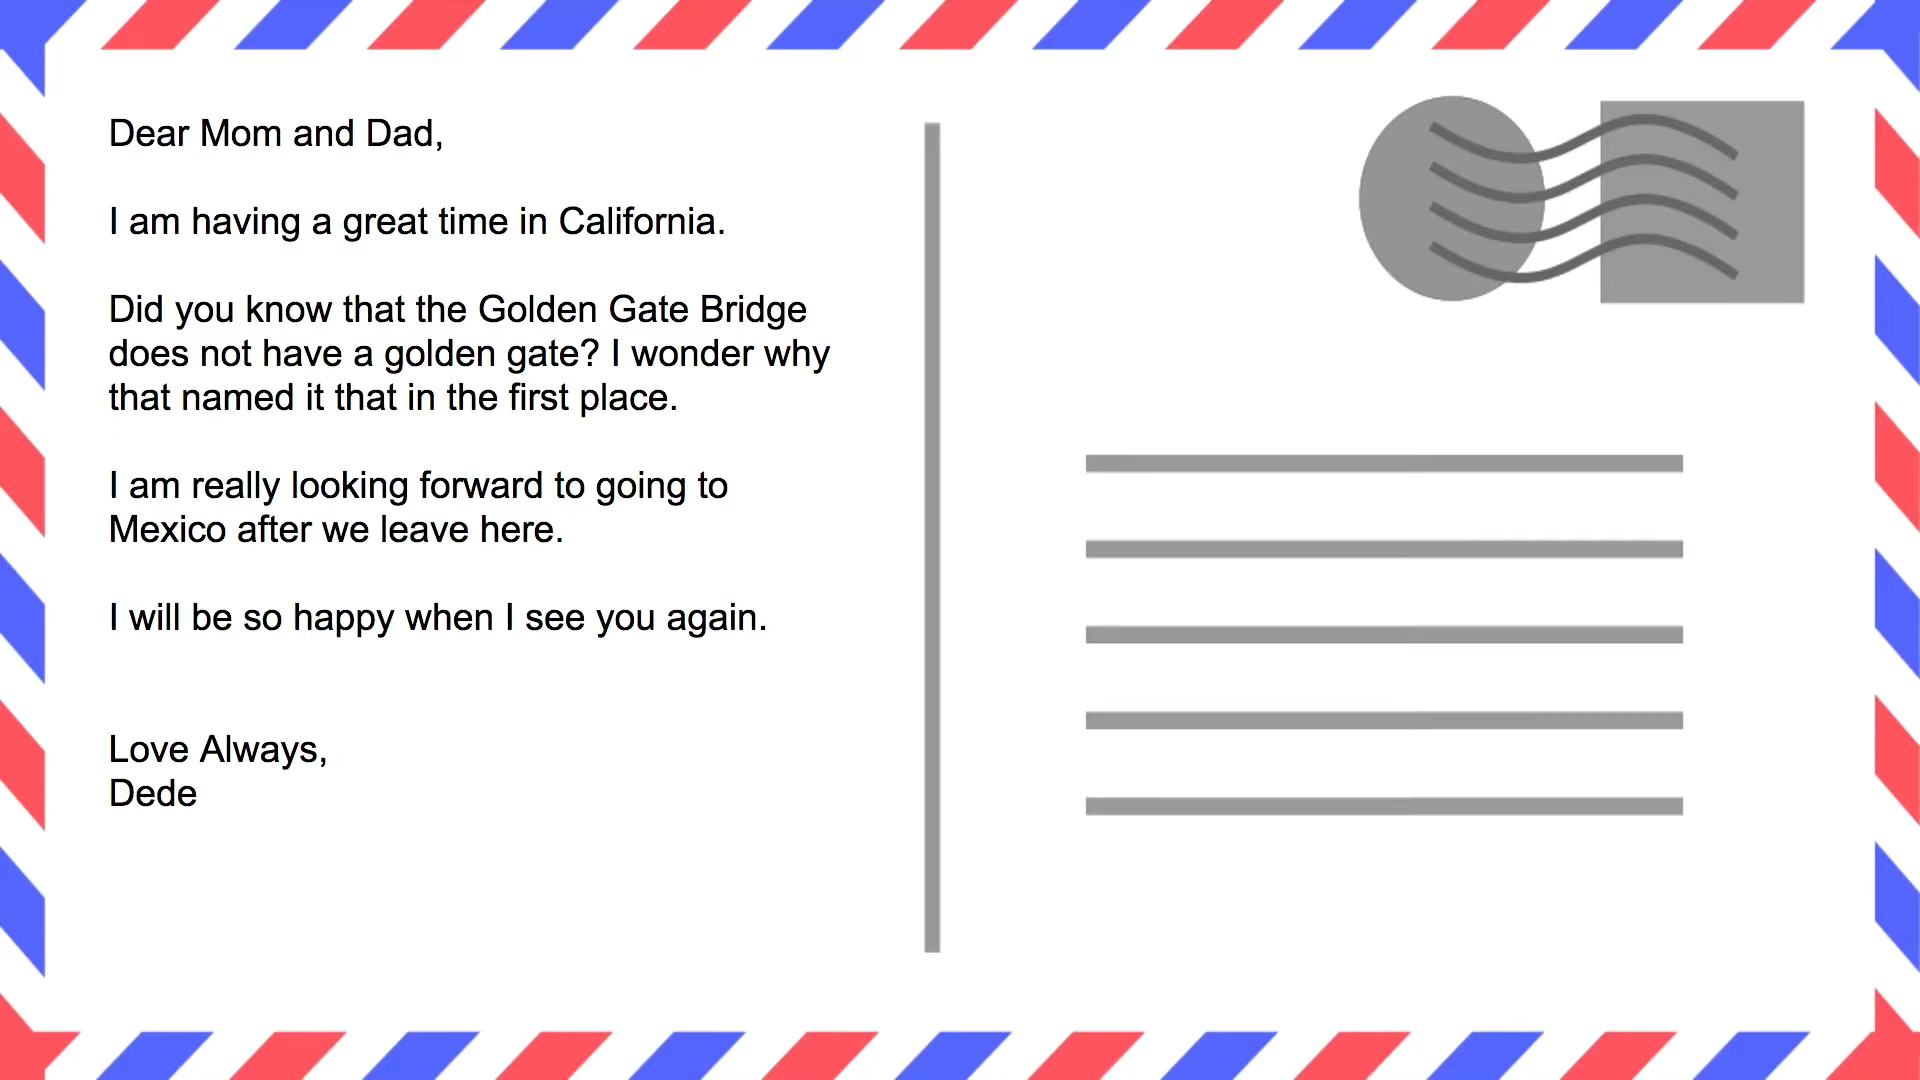 Dear Mom and Dad,
I am having a great time in California.
Did you know that the Golden Gate Bridge
does not have a golden gate? I wonder why
that named it that in the first place.
I am really looking forward to going to
Mexico after we leave here.
I will be so happy when I see you again.
Love Always,
Dede